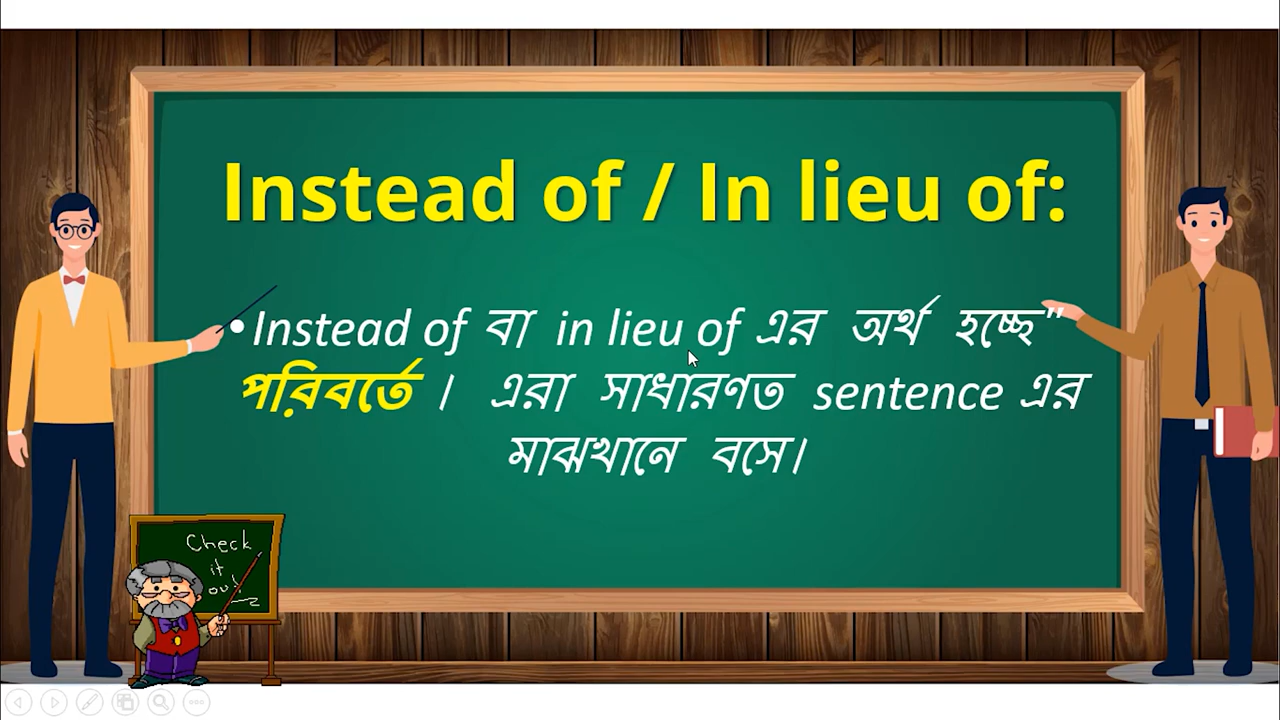 Instead of / In lieu of:
•Instead of বা in lieu of এর অর্থ হচ্ছে"
পরিবর্তে । এরা সাধারণত sentence এর
মাঝখানে বসে।
Check
it
out!